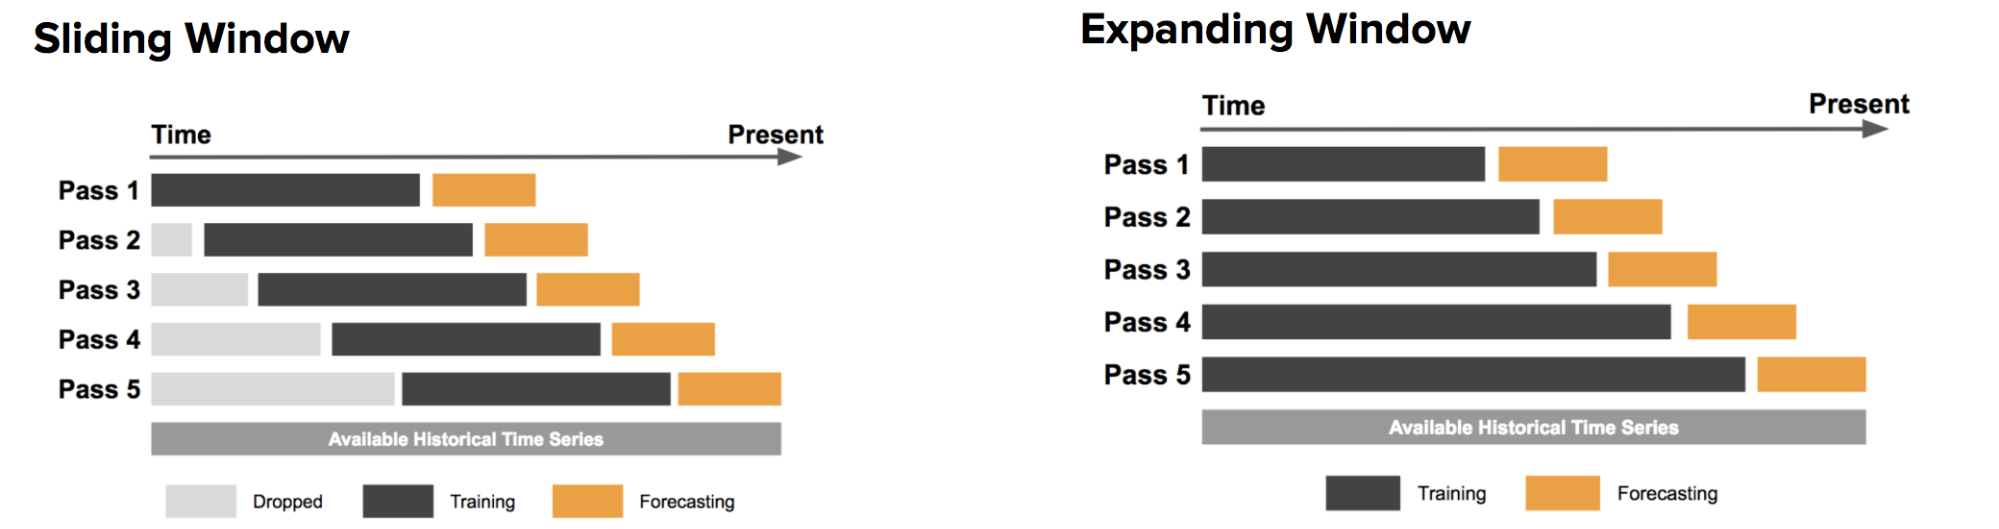 Sliding Window
Time
Present
Pass 1
Pass 2
Pass 3
Pass 4
Pass 5
Available Historical Time Series
Dropped
Training
Forecasting
Expanding Window
Time
Present
Pass 1
Pass 2
Pass 3
Pass 4
Pass 5
Available Historical Time Series
Training
Forecasting